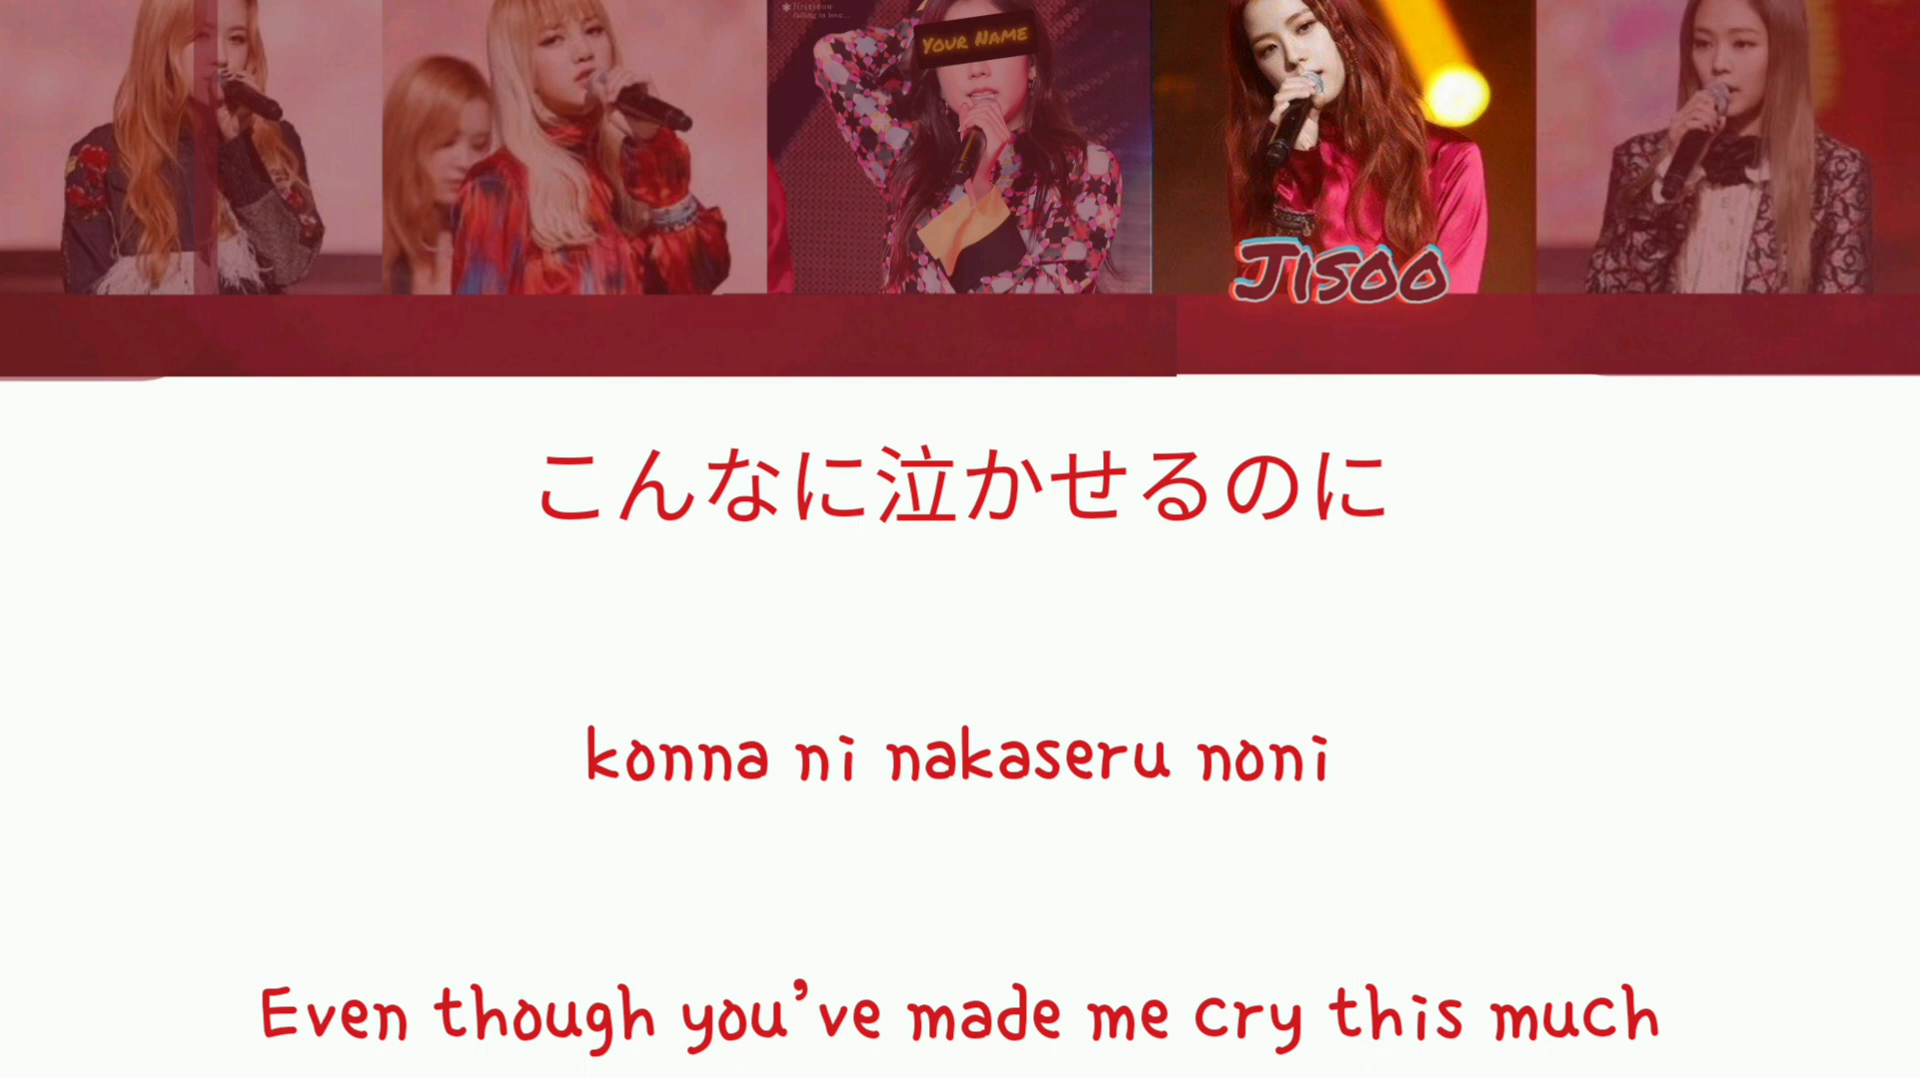 YOUR NAME
JISOO
こんなに泣かせるのに
konna ni nakaseru noni
Even though you've made me cry this much